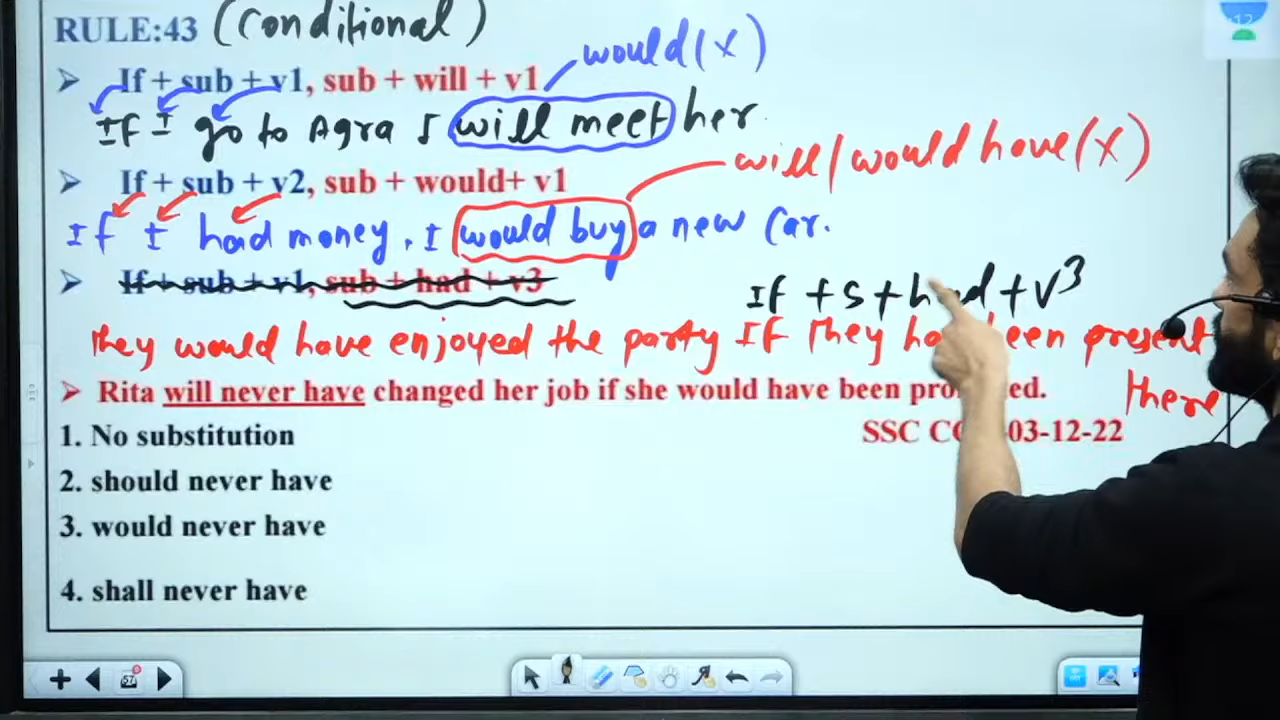 RULE:43 (Conditional)
would (x)
If + sub + v1, sub + will + v1
If I go to Agra I will meet her.
will/would have (x)
If + sub + v2, sub + would+ v1
If I had money, I would buy a new Car.
If + sub + v1, sub + had + v3
If + S + had + V3
They would have enjoyed the party If They been present there
Rita will never have changed her job if she would have been
SSC 03-12-22
1. No substitution
2. should never have
3. would never have
4. shall never have
57
12